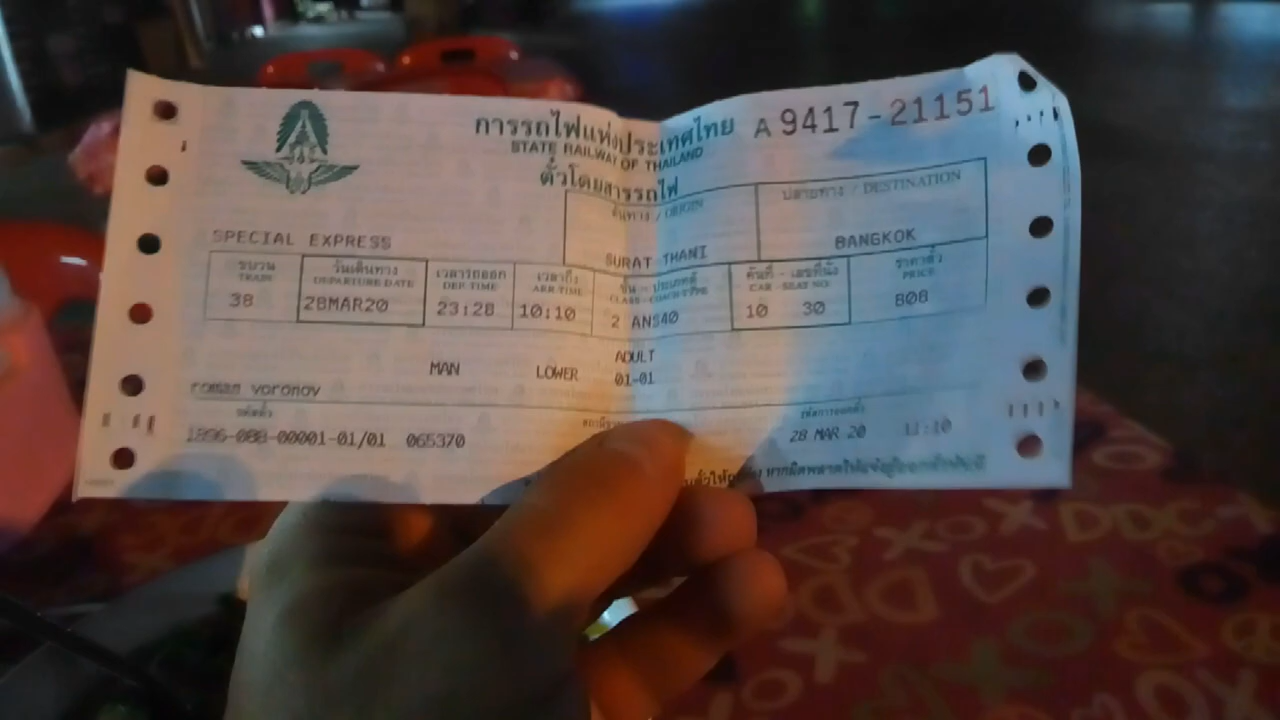 การรถไฟแห่งประเทศไทย A 9417-21151
STATE RAILWAY OF THAILAND
ตั๋วโดยสารรถไฟ
ต้นทาง / ORIGIN ปลายทาง / DESTINATION
SPECIAL EXPRESS SURAT THANI BANGKOK
ขบวน วันเดินทาง เวลารถออก เวลาถึง ชั้น - ประเภทตู้ คันที่ - เลขที่นั่ง ราคาตั๋ว
TRAIN DEPARTURE DATE DEP TIME ARR TIME CLASS - COACH TYPE CAR - SEAT NO PRICE
38 28MAR20 23:28 10:10 2 ANS40 10 30 808
MAN LOWER ADULT
01-01
roman voronov
รหัสตั๋ว
1896-088-00001-01/01 065370 28 MAR 20 11:10